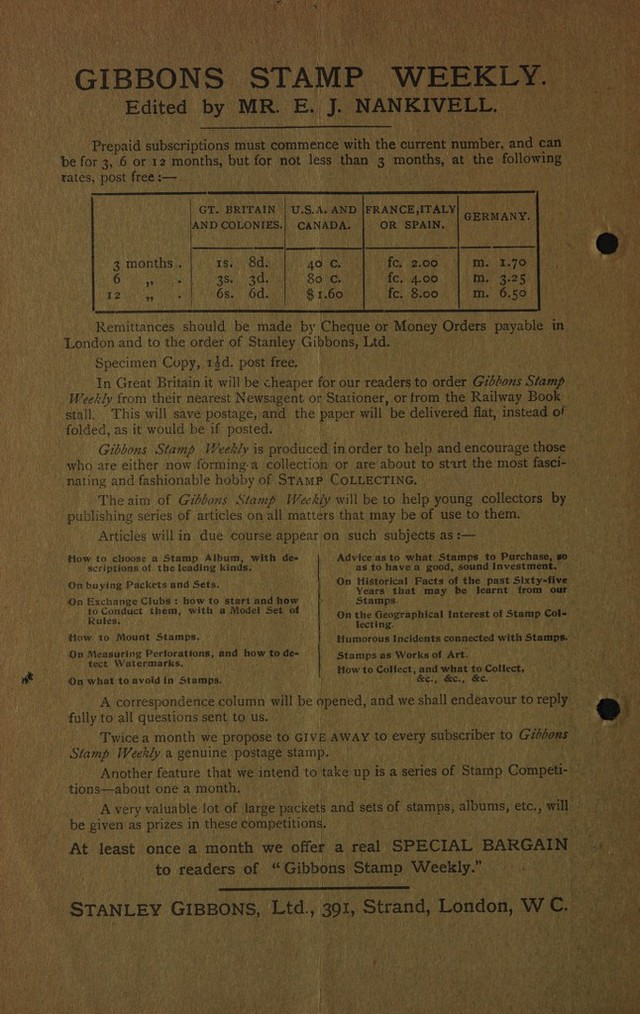 GIBBONS STAMP WEEKLY.
Edited by MR. E. J. NANKIVELL.
Prepaid subscriptions must commence with the current number, and can
be for 3, 6 or 12 months, but for not less than 3 months, at the following
rates, post free :—
GT. BRITAIN AND COLONIES. U.S.A. AND CANADA. FRANCE, ITALY OR SPAIN. GERMANY.
3 months . 1s. 8d. 40 c. fc. 2.00 m. 1.70
6 „ . 3s. 3d. 80 c. fc. 4.00 m. 3.25
12 „ . 6s. 6d. $1.60 fc. 8.00 m. 6.50
Remittances should be made by Cheque or Money Orders payable in
London and to the order of Stanley Gibbons, Ltd.
Specimen Copy, 1½d. post free.
In Great Britain it will be cheaper for our readers to order Gibbons Stamp
Weekly from their nearest Newsagent or Stationer, or from the Railway Book
stall. This will save postage, and the paper will be delivered flat, instead of
folded, as it would be if posted.
Gibbons Stamp Weekly is produced in order to help and encourage those
who are either now forming a collection or are about to start the most fasci-
nating and fashionable hobby of STAMP COLLECTING.
The aim of Gibbons Stamp Weekly will be to help young collectors by
publishing series of articles on all matters that may be of use to them.
Articles will in due course appear on such subjects as :—
How to choose a Stamp Album, with de-
scriptions of the leading kinds.
On buying Packets and Sets.
On Exchange Clubs : how to start and how
to Conduct them, with a Model Set of
Rules.
How to Mount Stamps.
On Measuring Perforations, and how to de-
tect Watermarks.
On what to avoid in Stamps.
Advice as to what Stamps to Purchase, so
as to have a good, sound Investment.
On Historical Facts of the past Sixty-five
Years that may be learnt from our
Stamps.
On the Geographical Interest of Stamp Col-
lecting.
Humorous Incidents connected with Stamps.
Stamps as Works of Art.
How to Collect, and what to Collect,
&c., &c., &c.
A correspondence column will be opened, and we shall endeavour to reply
fully to all questions sent to us.
Twice a month we propose to GIVE AWAY to every subscriber to Gibbons
Stamp Weekly a genuine postage stamp.
Another feature that we intend to take up is a series of Stamp Competi-
tions—about one a month.
A very valuable lot of large packets and sets of stamps, albums, etc., will
be given as prizes in these competitions.
At least once a month we offer a real SPECIAL BARGAIN
to readers of "Gibbons Stamp Weekly."
STANLEY GIBBONS, Ltd., 391, Strand, London, W C.